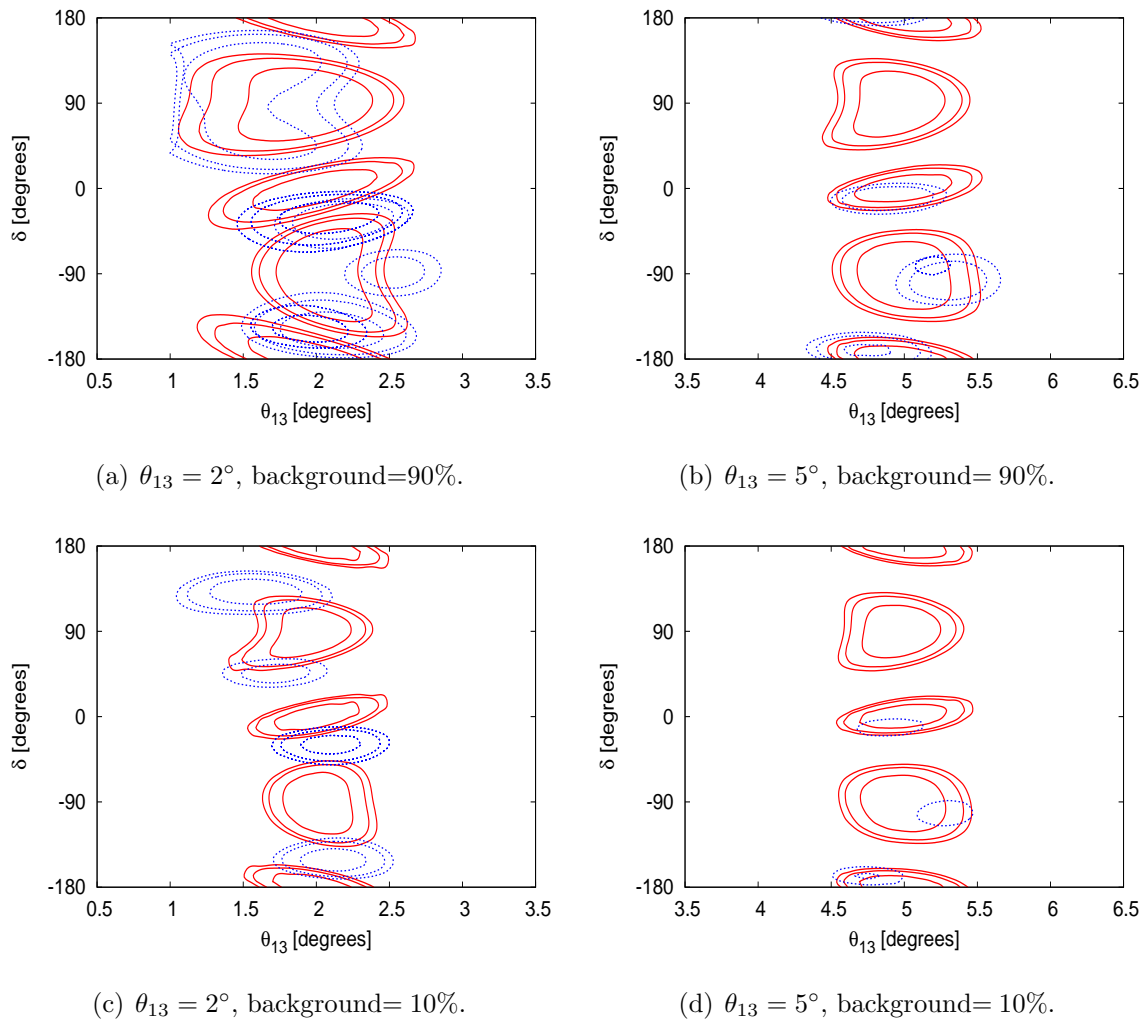 180
90
0
-90
-180
δ [degrees]
0.5 1 1.5 2 2.5 3 3.5
θ13 [degrees]
(a) θ13 = 2°, background=90%.
180
90
0
-90
-180
δ [degrees]
3.5 4 4.5 5 5.5 6 6.5
θ13 [degrees]
(b) θ13 = 5°, background= 90%.
180
90
0
-90
-180
δ [degrees]
0.5 1 1.5 2 2.5 3 3.5
θ13 [degrees]
(c) θ13 = 2°, background= 10%.
180
90
0
-90
-180
δ [degrees]
3.5 4 4.5 5 5.5 6 6.5
θ13 [degrees]
(d) θ13 = 5°, background= 10%.